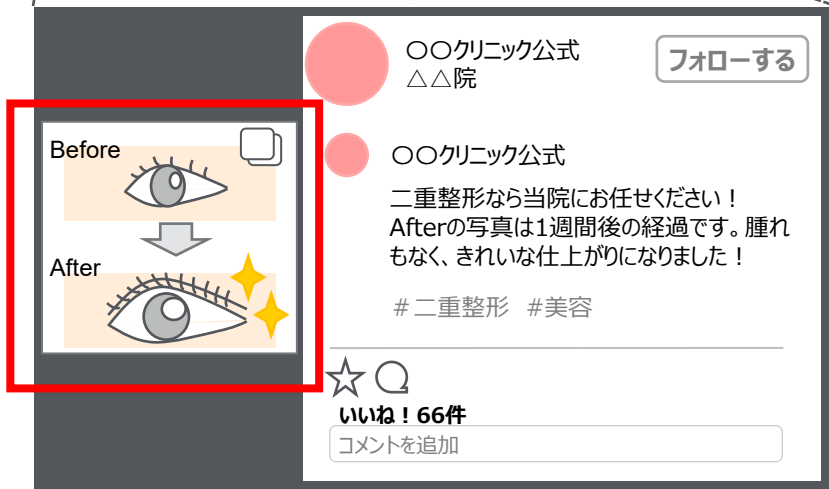 〇〇クリニック公式
△△院
フォローする
Before
After
〇〇クリニック公式
二重整形なら当院にお任せください！
Afterの写真は1週間後の経過です。腫れ
もなく、きれいな仕上がりになりました！
＃二重整形 #美容
いいね！66件
コメントを追加